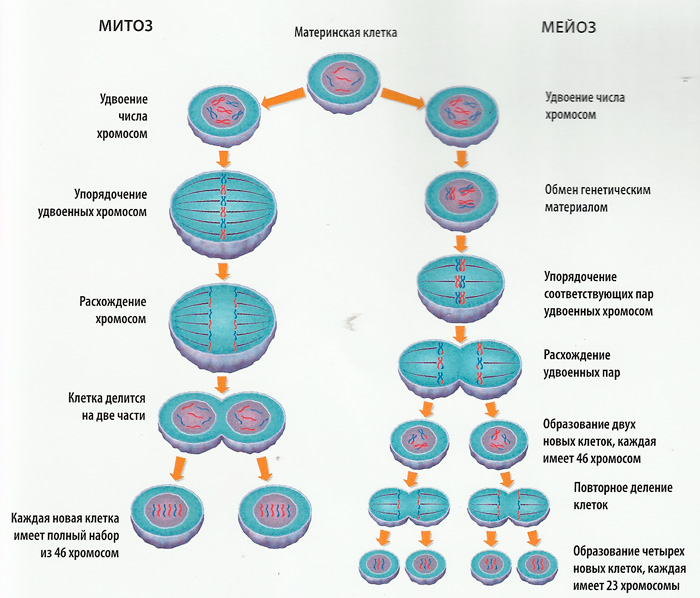 МИТОЗ
Материнская клетка
МЕЙОЗ
Удвоение
числа
хромосом
Удвоение числа
хромосом
Упорядочение
удвоенных хромосом
Обмен генетическим
материалом
Расхождение
хромосом
Упорядочение
соответствующих пар
удвоенных хромосом
Расхождение
удвоенных пар
Клетка делится
на две части
Образование двух
новых клеток, каждая
имеет 46 хромосом
Повторное деление
клеток
Каждая новая клетка
имеет полный набор
из 46 хромосом
Образование четырех
новых клеток, каждая
имеет 23 хромосомы